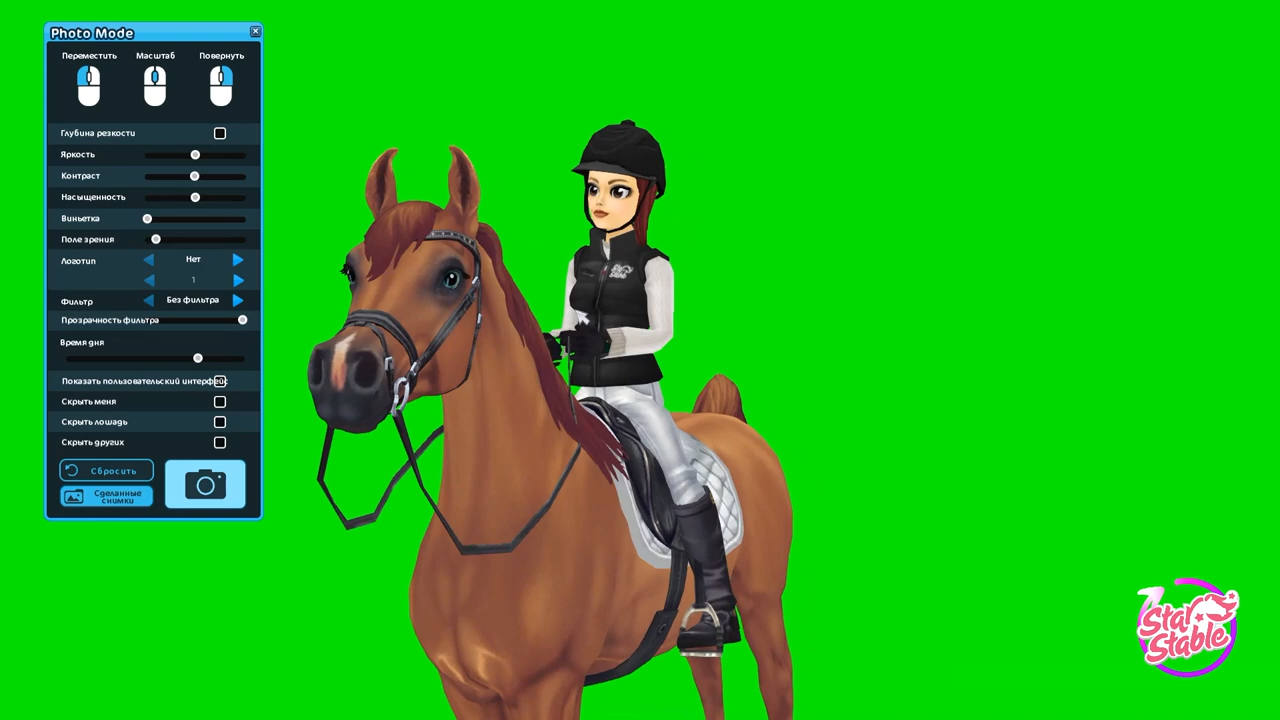 Photo Mode
Переместить Масштаб Повернуть
Глубина резкости
Яркость
Контраст
Насыщенность
Виньетка
Поле зрения
Логотип Нет
1
Фильтр Без фильтра
Прозрачность фильтра
Время дня
Показать пользовательский интерфейс
Скрыть меня
Скрыть лошадь
Скрыть других
Сбросить
Сделанные
снимки
Star
Stable